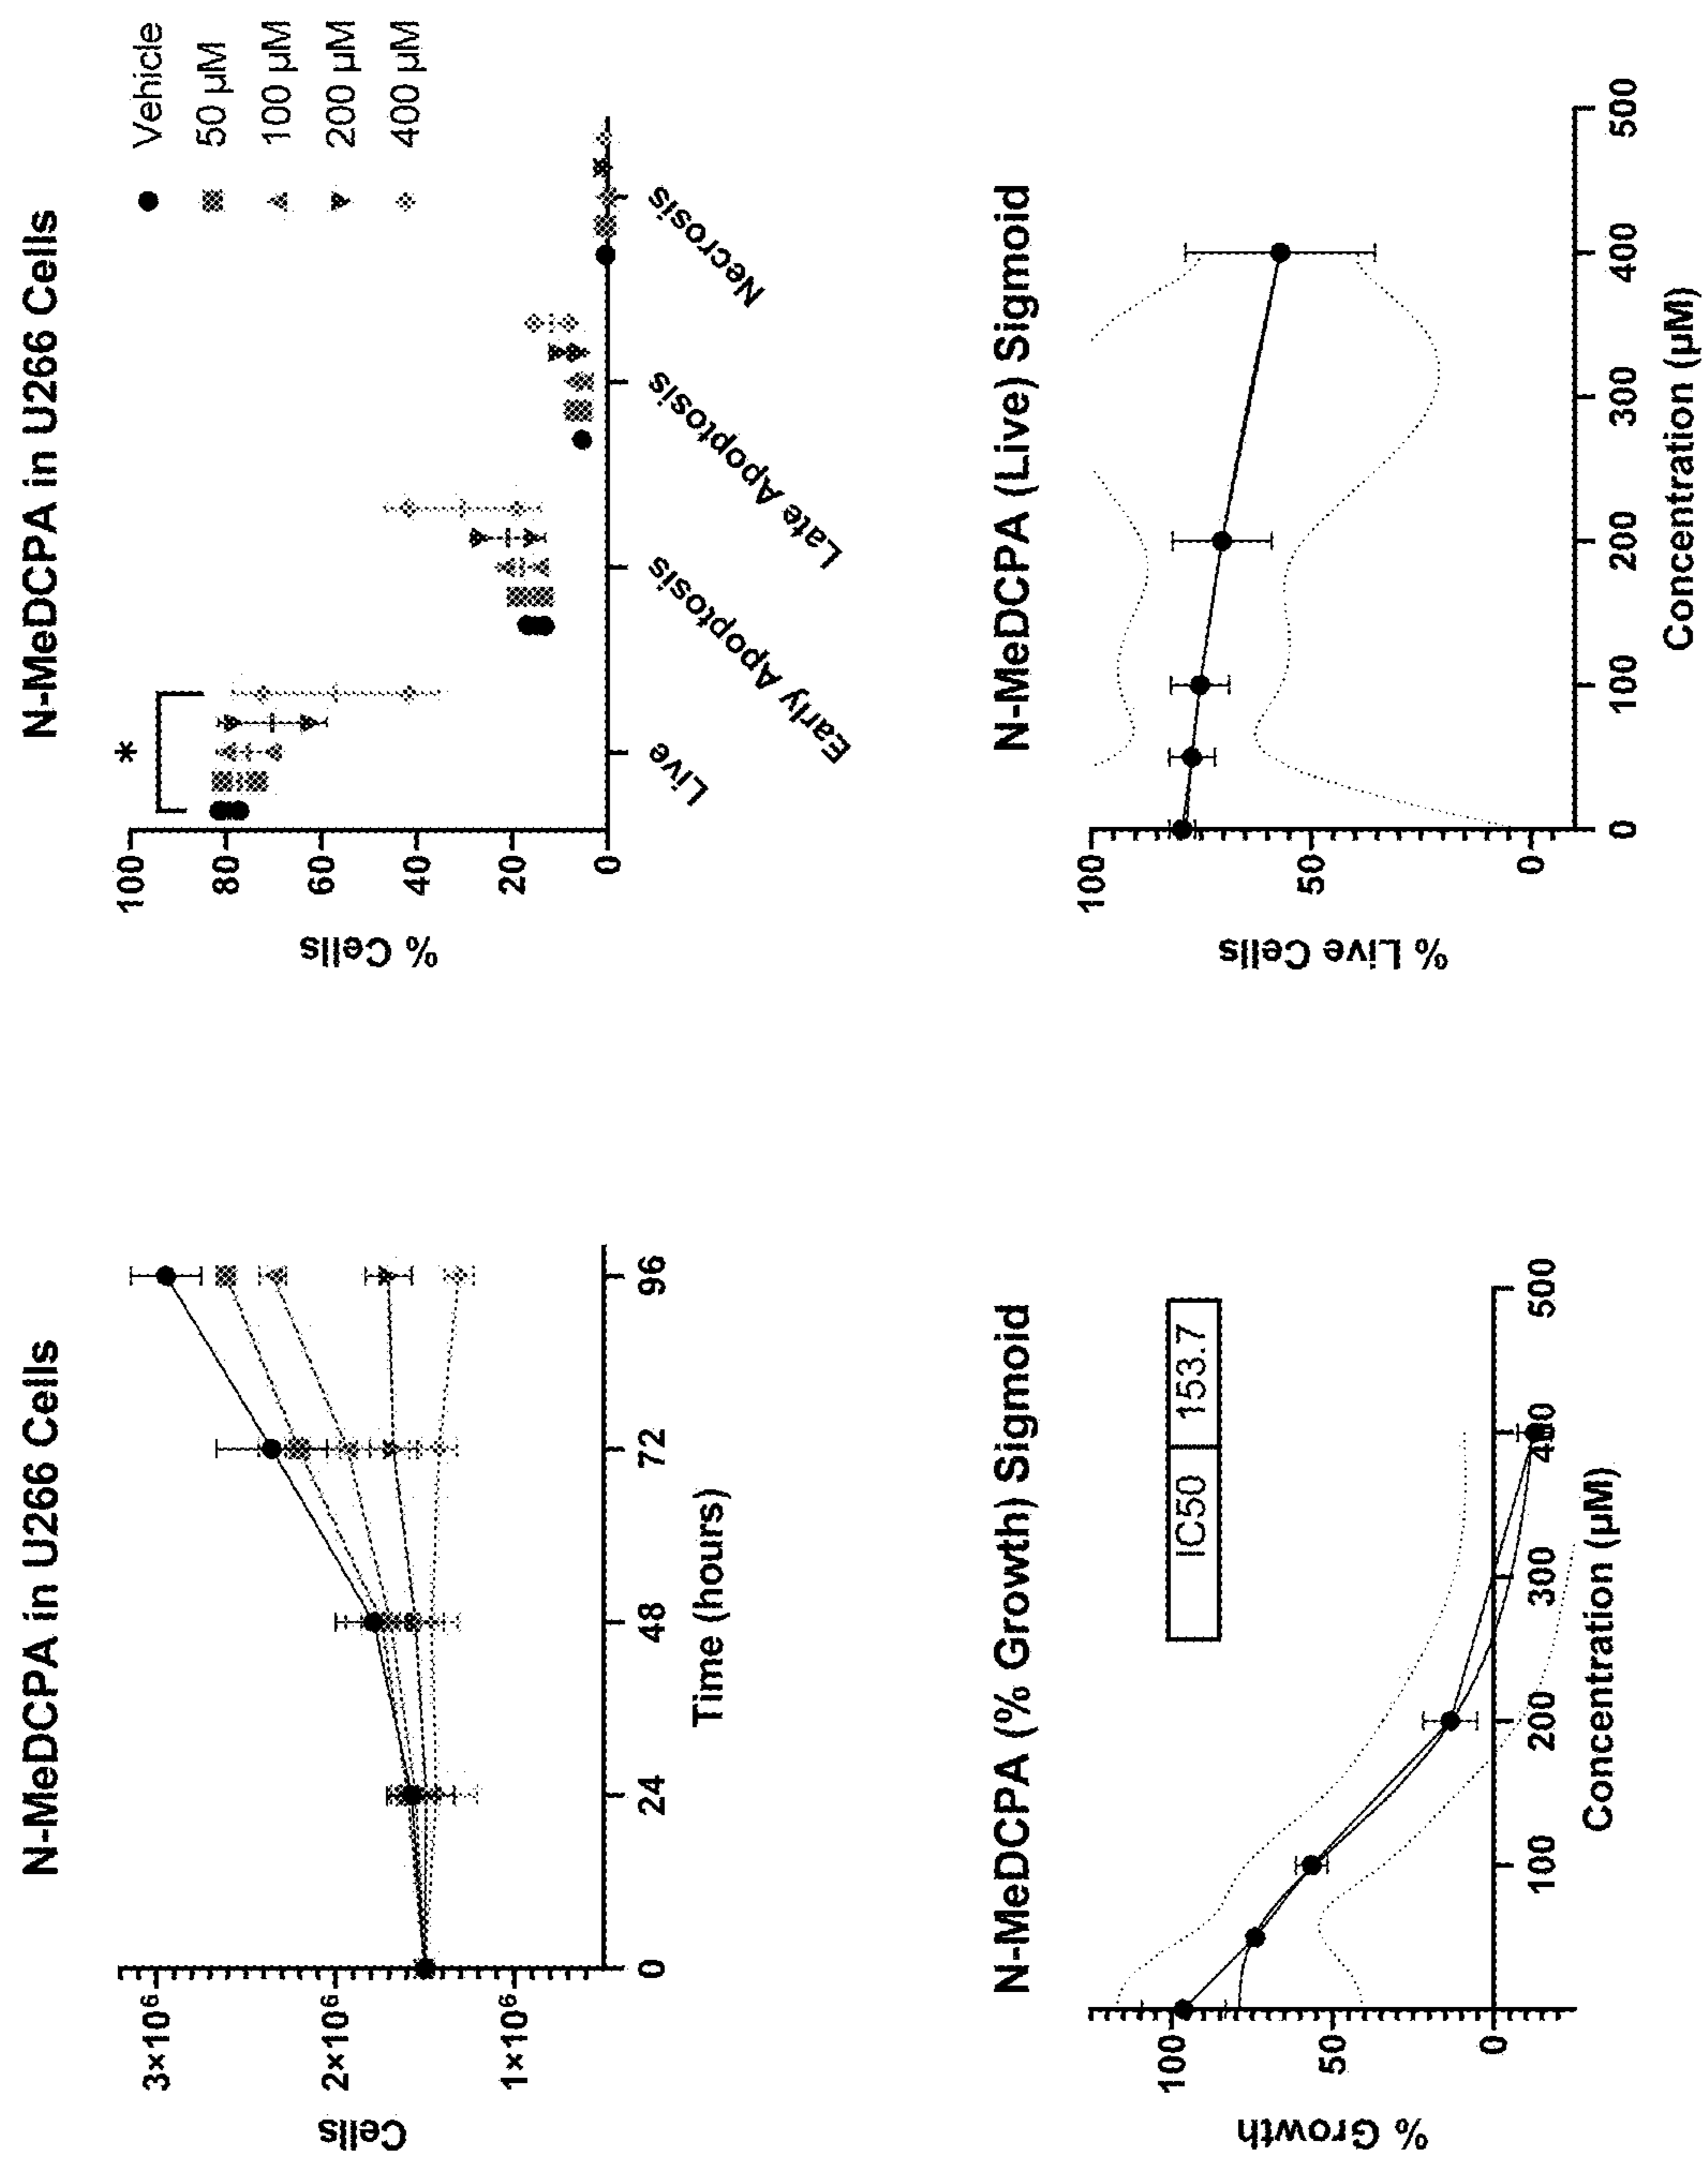 N-MeDCPA in U266 Cells
Cells
3×10⁶
2×10⁶
1×10⁶
0
24
48
72
96
Time (hours)
N-MeDCPA in U266 Cells
% Cells
100
80
60
40
20
0
*
Live
Early Apoptosis
Late Apoptosis
Necrosis
Vehicle
50 µM
100 µM
200 µM
400 µM
N-MeDCPA (% Growth) Sigmoid
% Growth
100
50
0
IC50 153.7
100
200
300
400
500
Concentration (µM)
N-MeDCPA (Live) Sigmoid
% Live Cells
100
50
0
0
100
200
300
400
500
Concentration (µM)